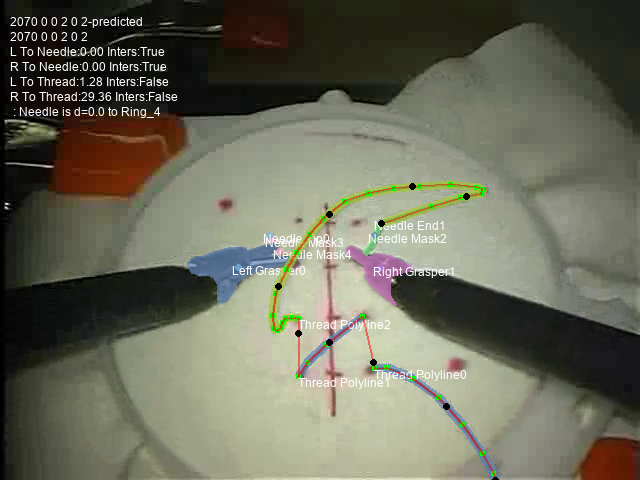 2070 0 0 2 0 2-predicted
2070 0 0 2 0 2
L To Needle:0.00 Inters:True
R To Needle:0.00 Inters:True
L To Thread:1.28 Inters:False
R To Thread:29.36 Inters:False
: Needle is d=0.0 to Ring_4
Needle End1
Needle Mask2
Needle Mask3
Needle Mask4
Left Grasper0
Right Grasper1
Thread Polyline2
Thread Polyline1
Thread Polyline0